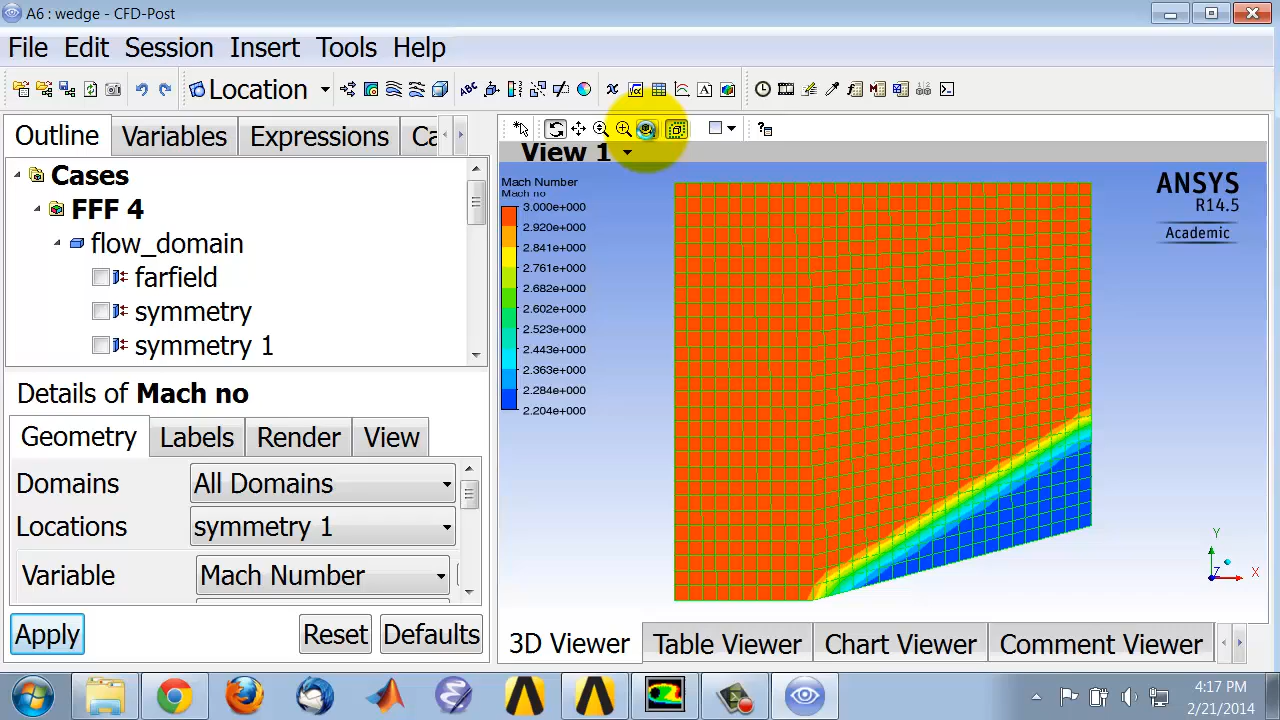 A6 : wedge - CFD-Post
File Edit Session Insert Tools Help
Location
Outline Variables Expressions Ca
Cases
FFF 4
flow_domain
farfield
symmetry
symmetry 1
Details of Mach no
Geometry Labels Render View
Domains All Domains
Locations symmetry 1
Variable Mach Number
Apply Reset Defaults
View 1
Mach Number
Mach no
3.000e+000
2.920e+000
2.841e+000
2.761e+000
2.682e+000
2.602e+000
2.523e+000
2.443e+000
2.363e+000
2.284e+000
2.204e+000
ANSYS
R14.5
Academic
Y
X
Z
3D Viewer Table Viewer Chart Viewer Comment Viewer
4:17 PM
2/21/2014